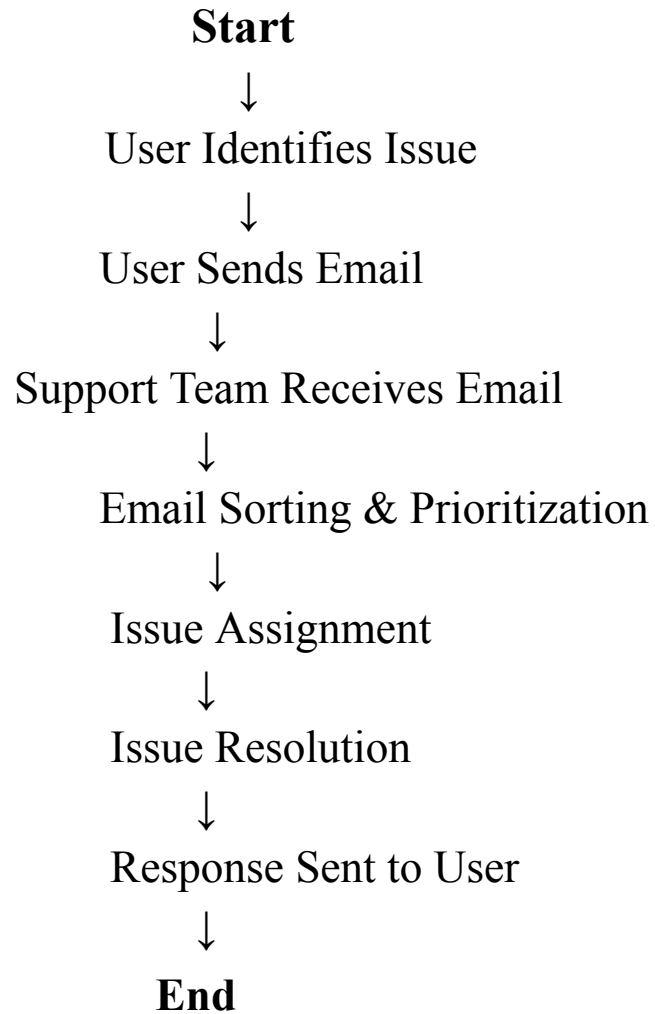 Start
↓
User Identifies Issue
↓
User Sends Email
↓
Support Team Receives Email
↓
Email Sorting & Prioritization
↓
Issue Assignment
↓
Issue Resolution
↓
Response Sent to User
↓
End